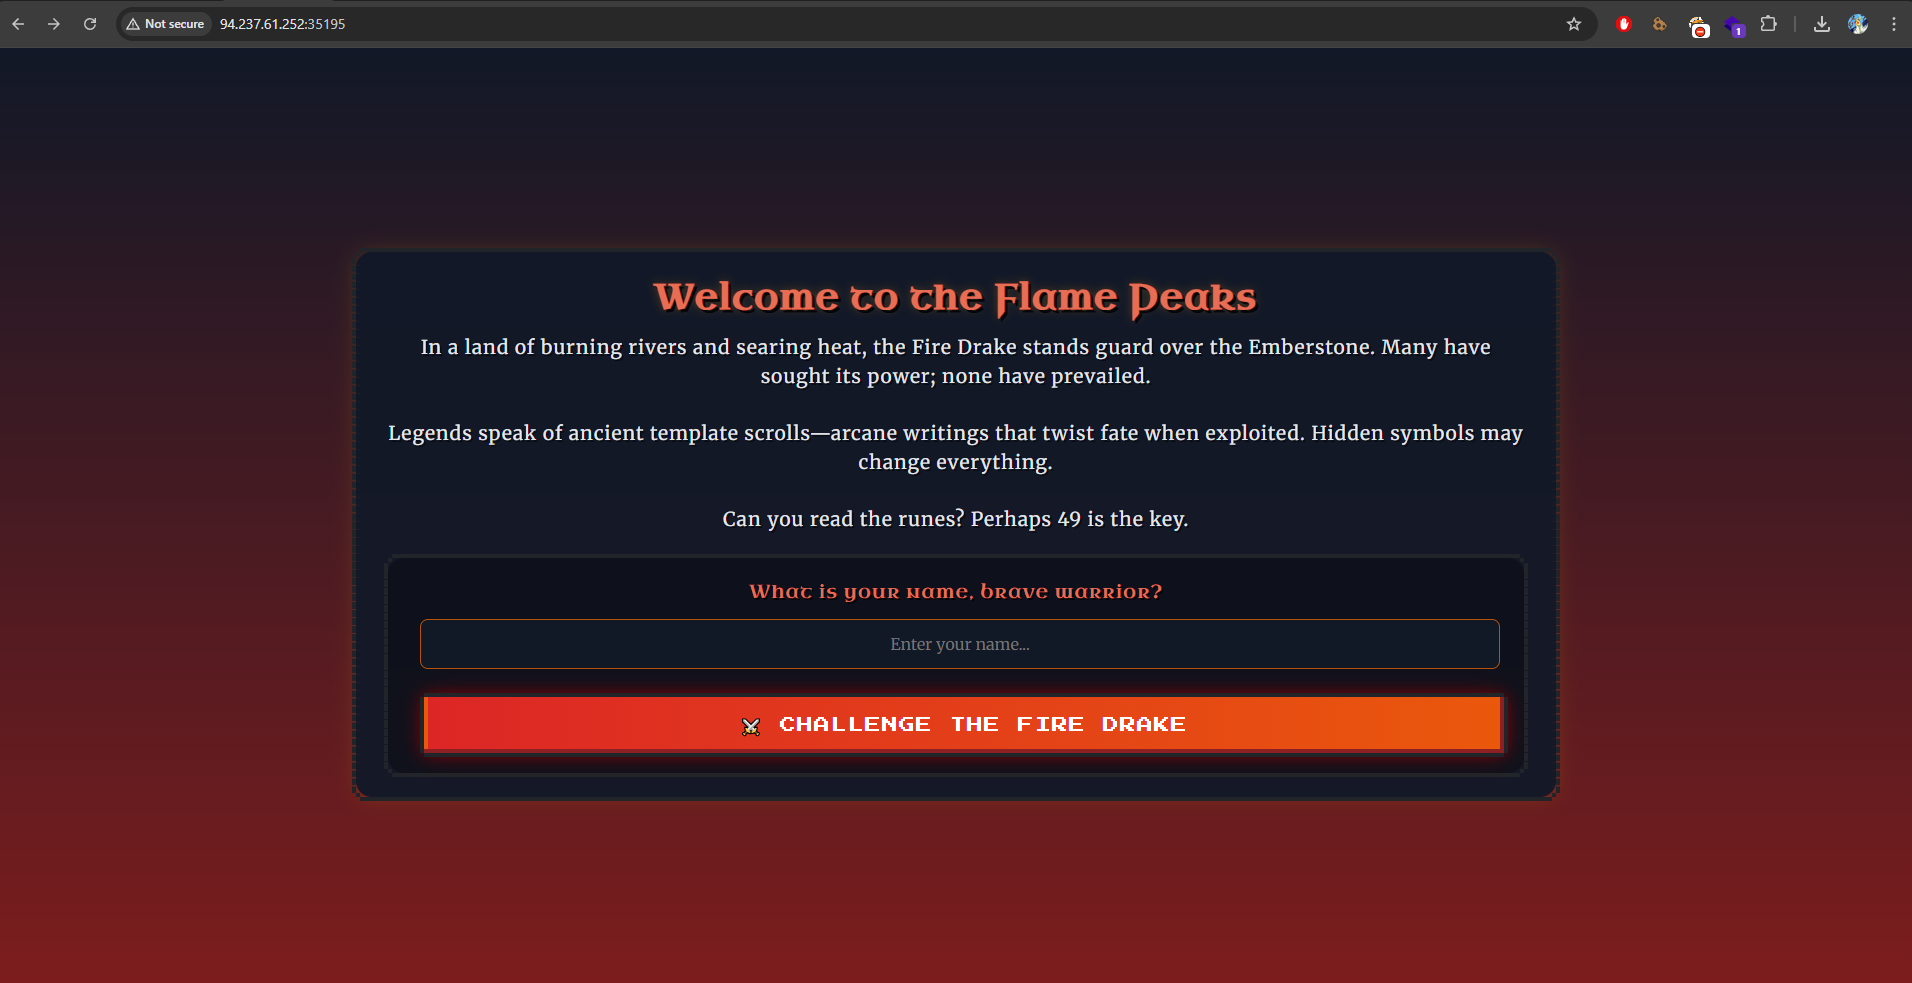 Not secure 94.237.61.252:35195
1
Welcome to the Flame Peaks
In a land of burning rivers and searing heat, the Fire Drake stands guard over the Emberstone. Many have
sought its power; none have prevailed.
Legends speak of ancient template scrolls—arcane writings that twist fate when exploited. Hidden symbols may
change everything.
Can you read the runes? Perhaps 49 is the key.
What is your name, brave warrior?
Enter your name...
⚔️ CHALLENGE THE FIRE DRAKE